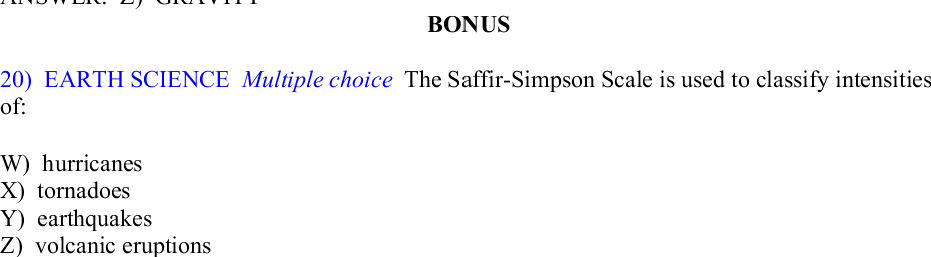 ANSWER: Z) GRAVITY
BONUS
20) EARTH SCIENCE Multiple choice The Saffir-Simpson Scale is used to classify intensities
of:
W) hurricanes
X) tornadoes
Y) earthquakes
Z) volcanic eruptions